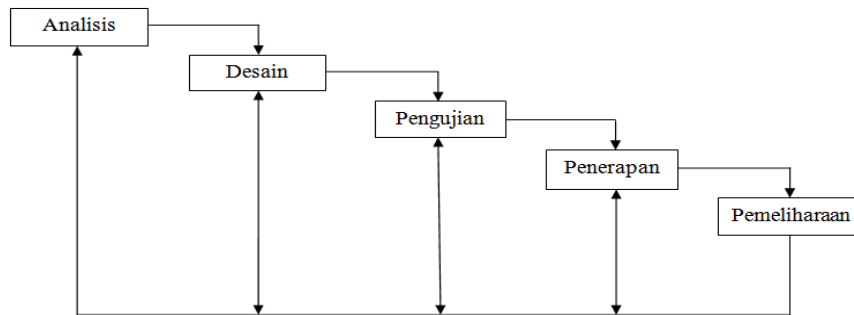 Analisis
Desain
Pengujian
Penerapan
Pemeliharaan